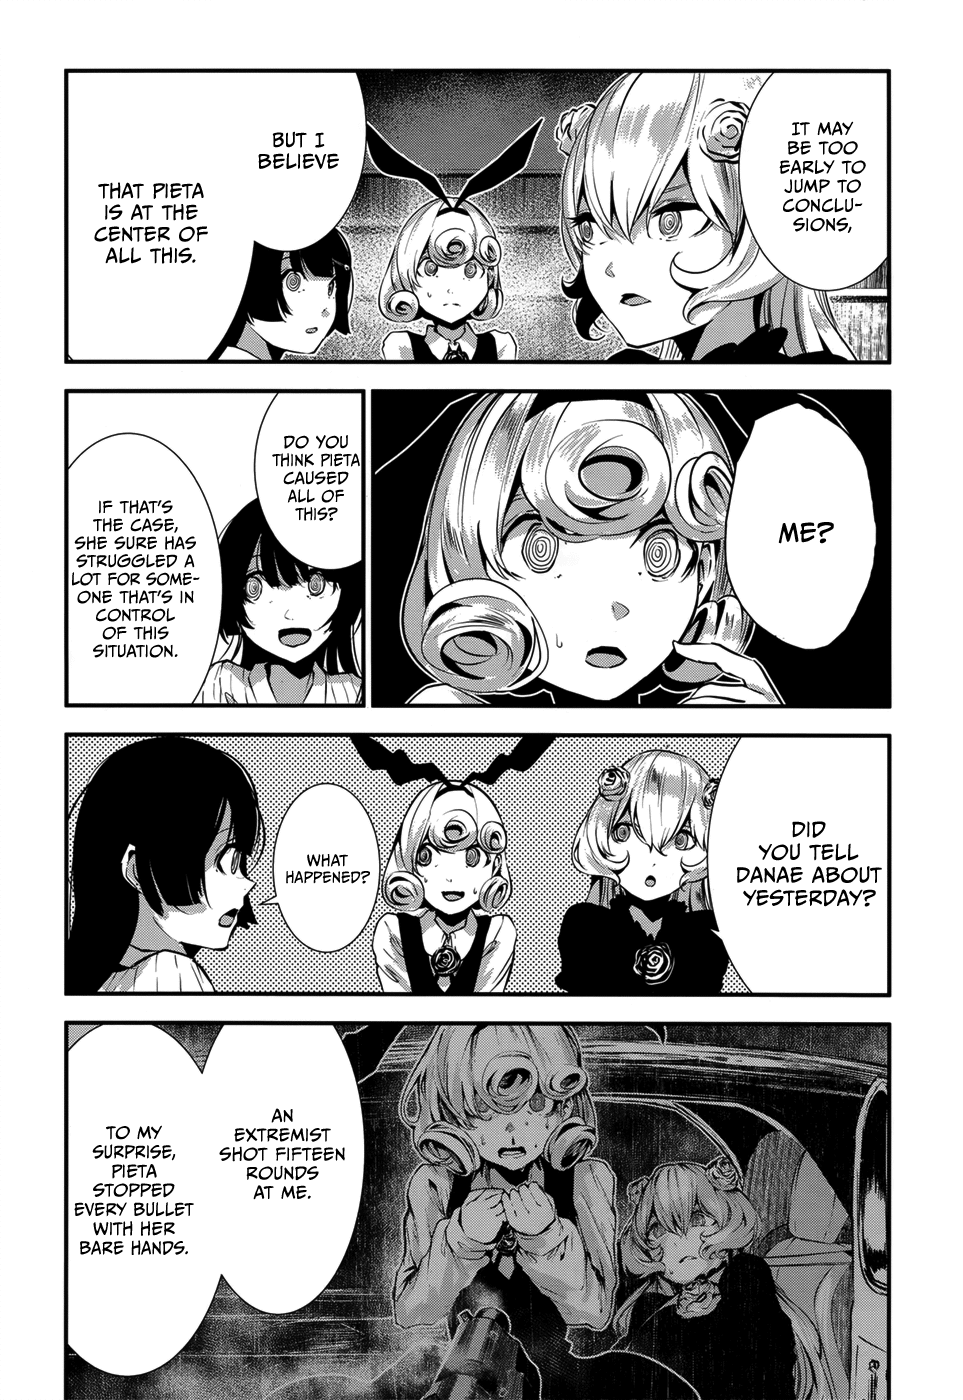 IT MAY
BE TOO
EARLY TO
JUMP TO
CONCLU-
SIONS,
BUT I
BELIEVE
THAT PIETA
IS AT THE
CENTER OF
ALL THIS.
ME?
DO YOU
THINK PIETA
CAUSED
ALL OF
THIS?
IF THAT'S
THE CASE,
SHE SURE HAS
STRUGGLED A
LOT FOR SOME-
ONE THAT'S IN
CONTROL
OF THIS
SITUATION.
DID
YOU TELL
DANAE ABOUT
YESTERDAY?
WHAT
HAPPENED?
AN
EXTREMIST
SHOT FIFTEEN
ROUNDS
AT ME.
TO MY
SURPRISE,
PIETA
STOPPED
EVERY BULLET
WITH HER
BARE HANDS.